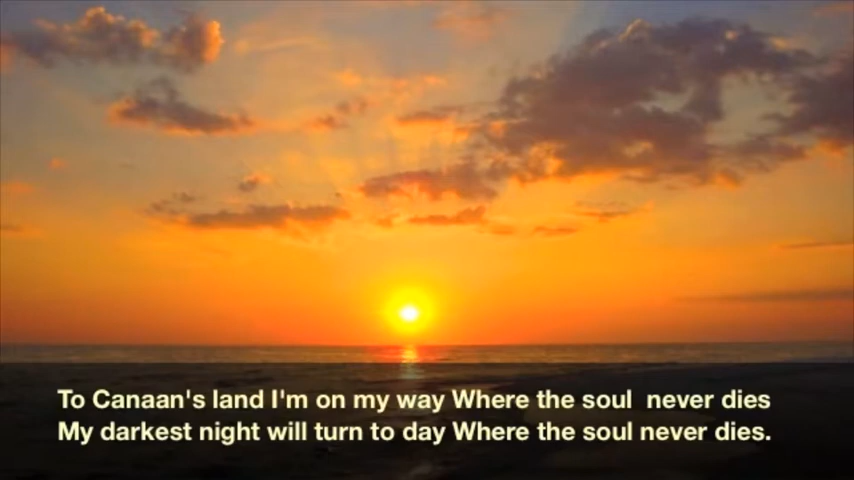 To Canaan's land I'm on my way Where the soul  never dies
My darkest night will turn to day Where the soul never dies.